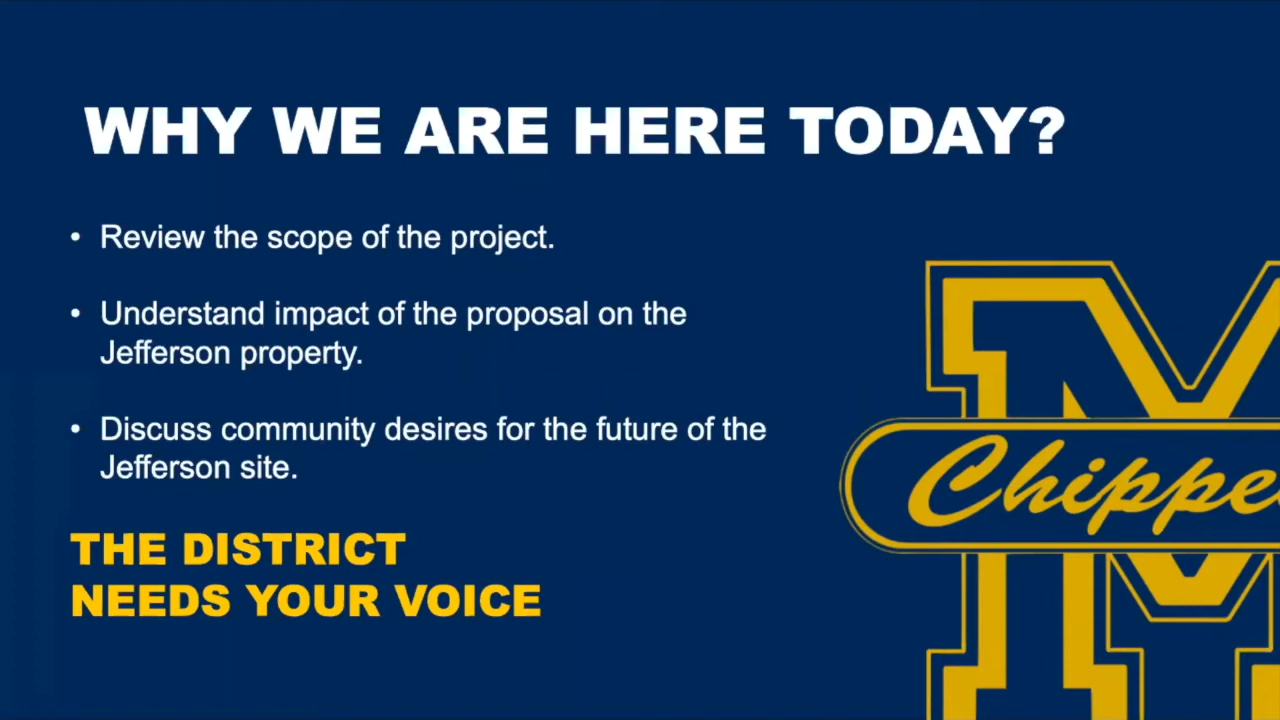 WHY WE ARE HERE TODAY?
• Review the scope of the project.
• Understand impact of the proposal on the
Jefferson property.
• Discuss community desires for the future of the
Jefferson site.
THE DISTRICT
NEEDS YOUR VOICE
M
Chippe